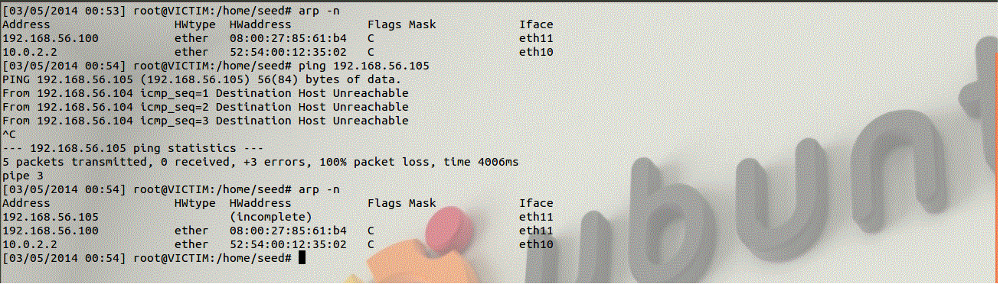 [03/05/2014 00:53] root@VICTIM:/home/seed# arp -n
Address                  HWtype  HWaddress           Flags Mask            Iface
192.168.56.100           ether   08:00:27:85:61:b4   C                     eth11
10.0.2.2                 ether   52:54:00:12:35:02   C                     eth10
[03/05/2014 00:54] root@VICTIM:/home/seed# ping 192.168.56.105
PING 192.168.56.105 (192.168.56.105) 56(84) bytes of data.
From 192.168.56.104 icmp_seq=1 Destination Host Unreachable
From 192.168.56.104 icmp_seq=2 Destination Host Unreachable
From 192.168.56.104 icmp_seq=3 Destination Host Unreachable
^C
--- 192.168.56.105 ping statistics ---
5 packets transmitted, 0 received, +3 errors, 100% packet loss, time 4006ms
pipe 3
[03/05/2014 00:54] root@VICTIM:/home/seed# arp -n
Address                  HWtype  HWaddress           Flags Mask            Iface
192.168.56.105                   (incomplete)                              eth11
192.168.56.100           ether   08:00:27:85:61:b4   C                     eth11
10.0.2.2                 ether   52:54:00:12:35:02   C                     eth10
[03/05/2014 00:54] root@VICTIM:/home/seed#
ubunt